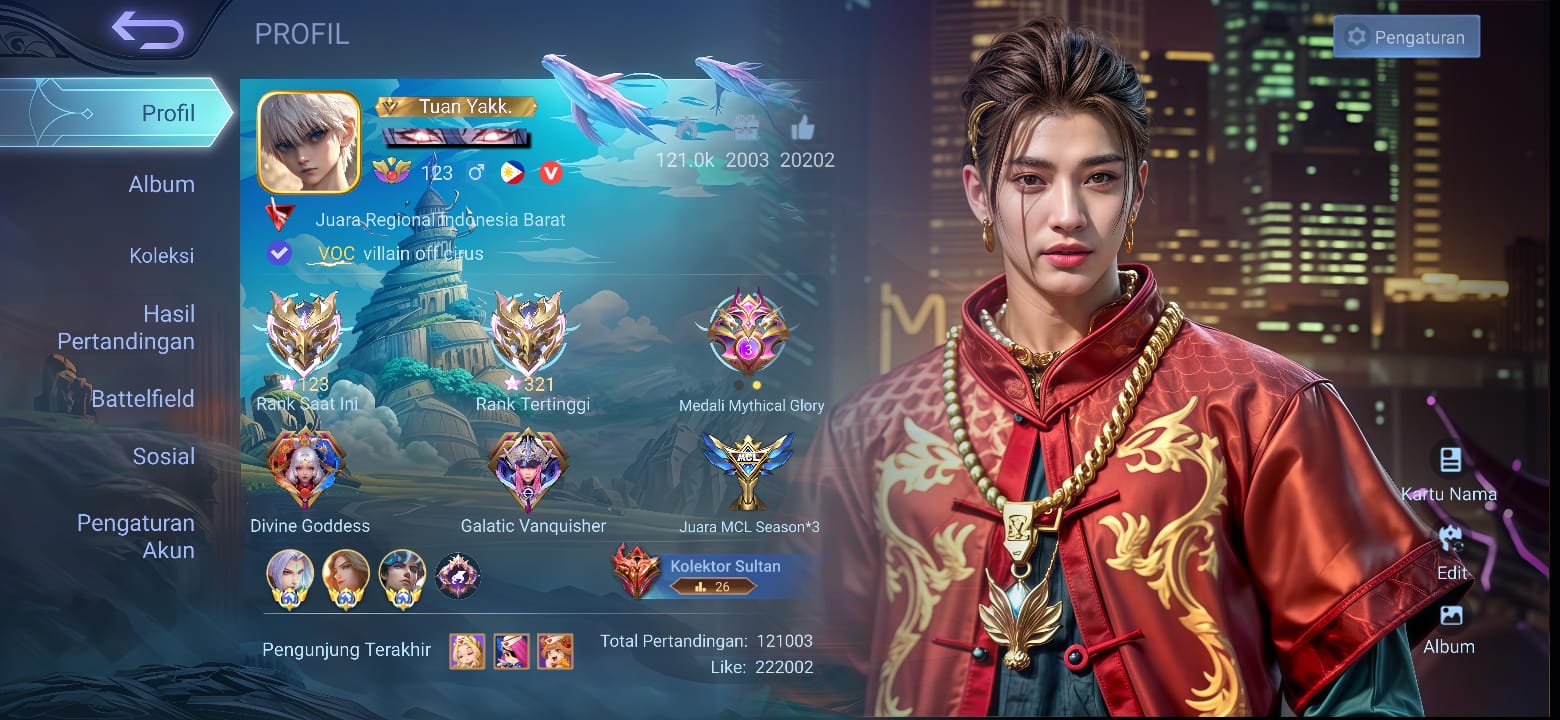 PROFIL
Pengaturan
Profil
Album
Koleksi
Hasil
Pertandingan
Battelfield
Sosial
Pengaturan
Akun
Tuan Yakk.
123
V
121.0k 2003 20202
Juara Regional Indonesia Barat
VOC villain off cirus
123
Rank Saat Ini
321
Rank Tertinggi
3
Medali Mythical Glory
Divine Goddess
Galatic Vanquisher
MCL
Juara MCL Season*3
Kolektor Sultan
26
Pengunjung Terakhir
Total Pertandingan: 121003
Like: 222002
M
Kartu Nama
Edit
Album